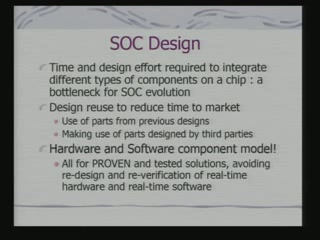 SOC Design
Time and design effort required to integrate
different types of components on a chip : a
bottleneck for SOC evolution
Design reuse to reduce time to market
Use of parts from previous designs
Making use of parts designed by third parties
Hardware and Software component model!
All for PROVEN and tested solutions, avoiding
re-design and re-verification of real-time
hardware and real-time software